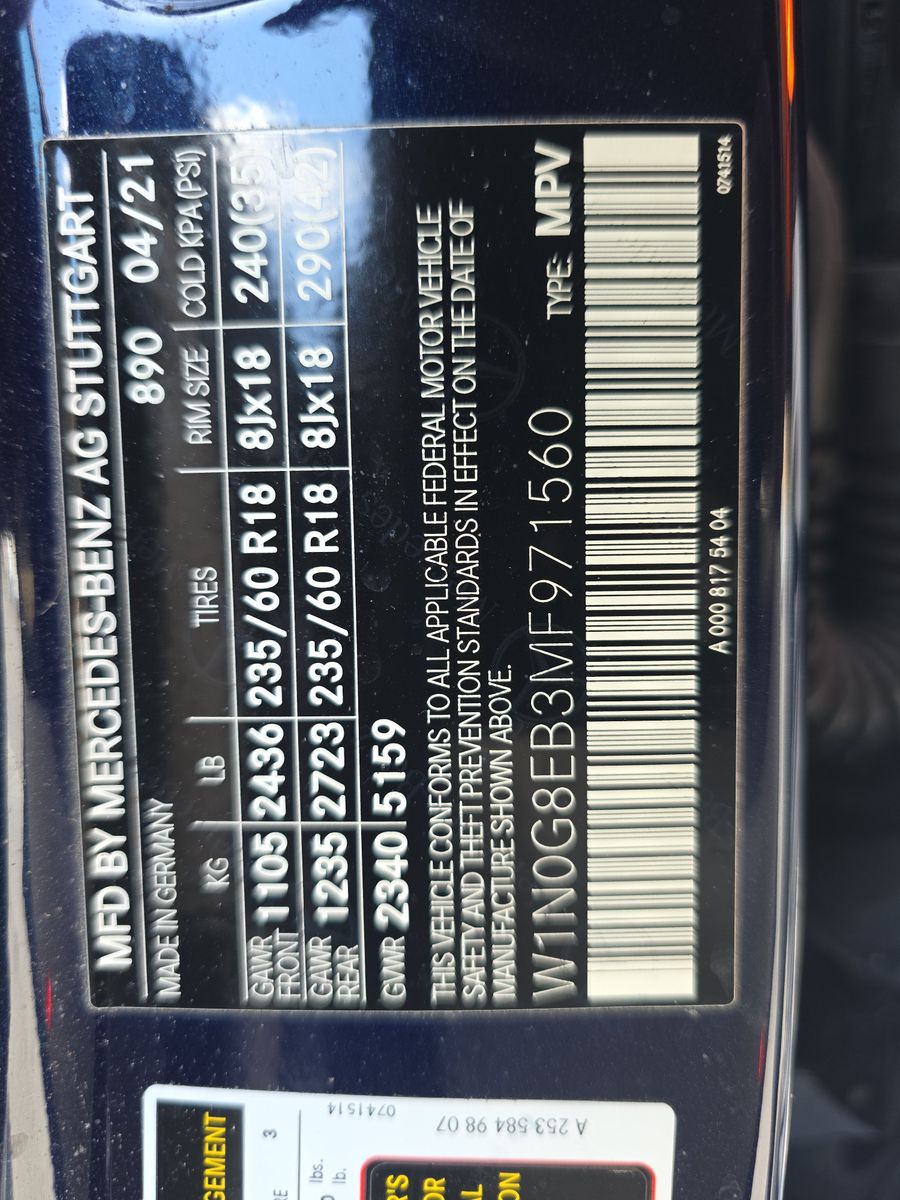 MFD BY MERCEDES-BENZ AG STUTTGART
MADE IN GERMANY 890 04/21
KG LB TIRES RIM SIZE COLD KPA (PSI)
GAWR FRONT 1105 2436 235/60 R18 8Jx18 240(35)
GAWR REAR 1235 2723 235/60 R18 8Jx18 290(42)
GVWR 2340 5159
THIS VEHICLE CONFORMS TO ALL APPLICABLE FEDERAL MOTOR VEHICLE
SAFETY AND THEFT PREVENTION STANDARDS IN EFFECT ON THE DATE OF
MANUFACTURE SHOWN ABOVE.
W1N0G8EB3MF971560 TYPE: MPV
A 000 817 54 04 0741514
GEMENT
3
lbs.
lb.
0741514
A 253 584 98 07